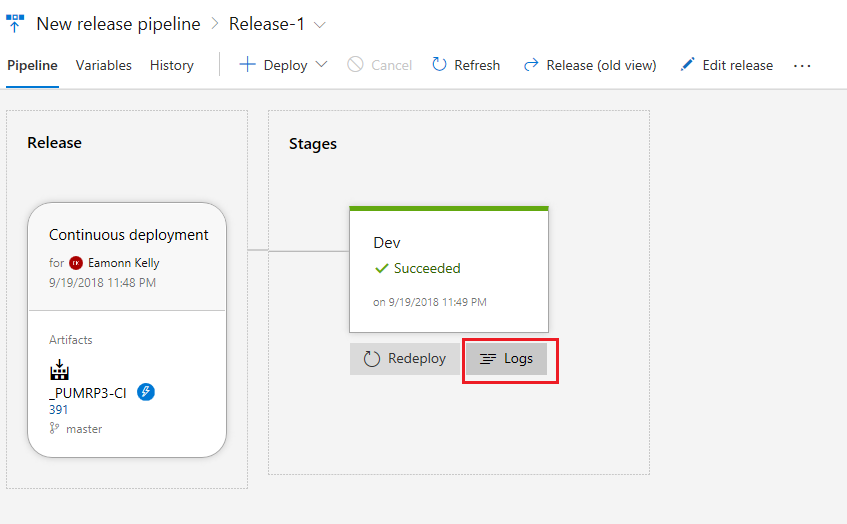 New release pipeline > Release-1
Pipeline Variables History Deploy Cancel Refresh Release (old view) Edit release ...
Release
Stages
Continuous deployment
for EK Eamonn Kelly
9/19/2018 11:48 PM
Artifacts
_PUMRP3-CI
391
master
Dev
Succeeded
on 9/19/2018 11:49 PM
Redeploy
Logs